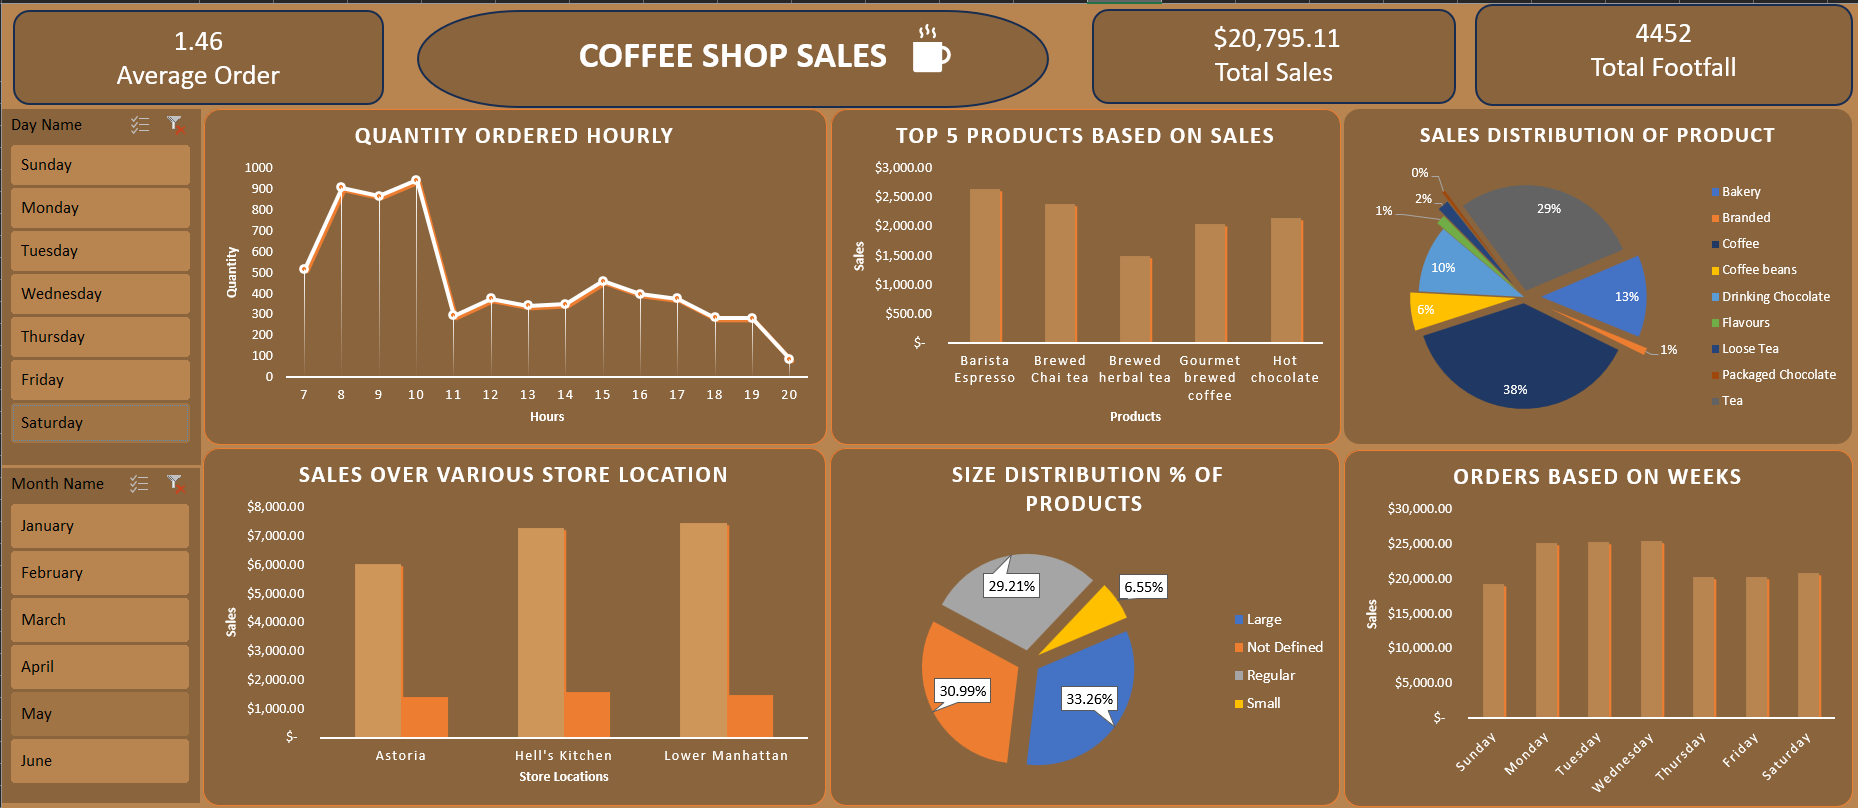 1.46
Average Order
COFFEE SHOP SALES
$20,795.11
Total Sales
4452
Total Footfall
Day Name
Sunday
Monday
Tuesday
Wednesday
Thursday
Friday
Saturday
Month Name
January
February
March
April
May
June
QUANTITY ORDERED HOURLY
1000
900
800
700
600
500
400
300
200
100
0
Quantity
7 8 9 10 11 12 13 14 15 16 17 18 19 20
Hours
TOP 5 PRODUCTS BASED ON SALES
$3,000.00
$2,500.00
$2,000.00
$1,500.00
$1,000.00
$500.00
$-
Sales
Barista Espresso
Brewed Chai tea
Brewed herbal tea
Gourmet brewed coffee
Hot chocolate
Products
SALES DISTRIBUTION OF PRODUCT
0%
2%
1%
29%
10%
13%
6%
1%
38%
Bakery
Branded
Coffee
Coffee beans
Drinking Chocolate
Flavours
Loose Tea
Packaged Chocolate
Tea
SALES OVER VARIOUS STORE LOCATION
$8,000.00
$7,000.00
$6,000.00
$5,000.00
$4,000.00
$3,000.00
$2,000.00
$1,000.00
$-
Sales
Astoria
Hell's Kitchen
Lower Manhattan
Store Locations
SIZE DISTRIBUTION % OF
PRODUCTS
29.21%
6.55%
30.99%
33.26%
Large
Not Defined
Regular
Small
ORDERS BASED ON WEEKS
$30,000.00
$25,000.00
$20,000.00
$15,000.00
$10,000.00
$5,000.00
$-
Sales
Sunday
Monday
Tuesday
Wednesday
Thursday
Friday
Saturday